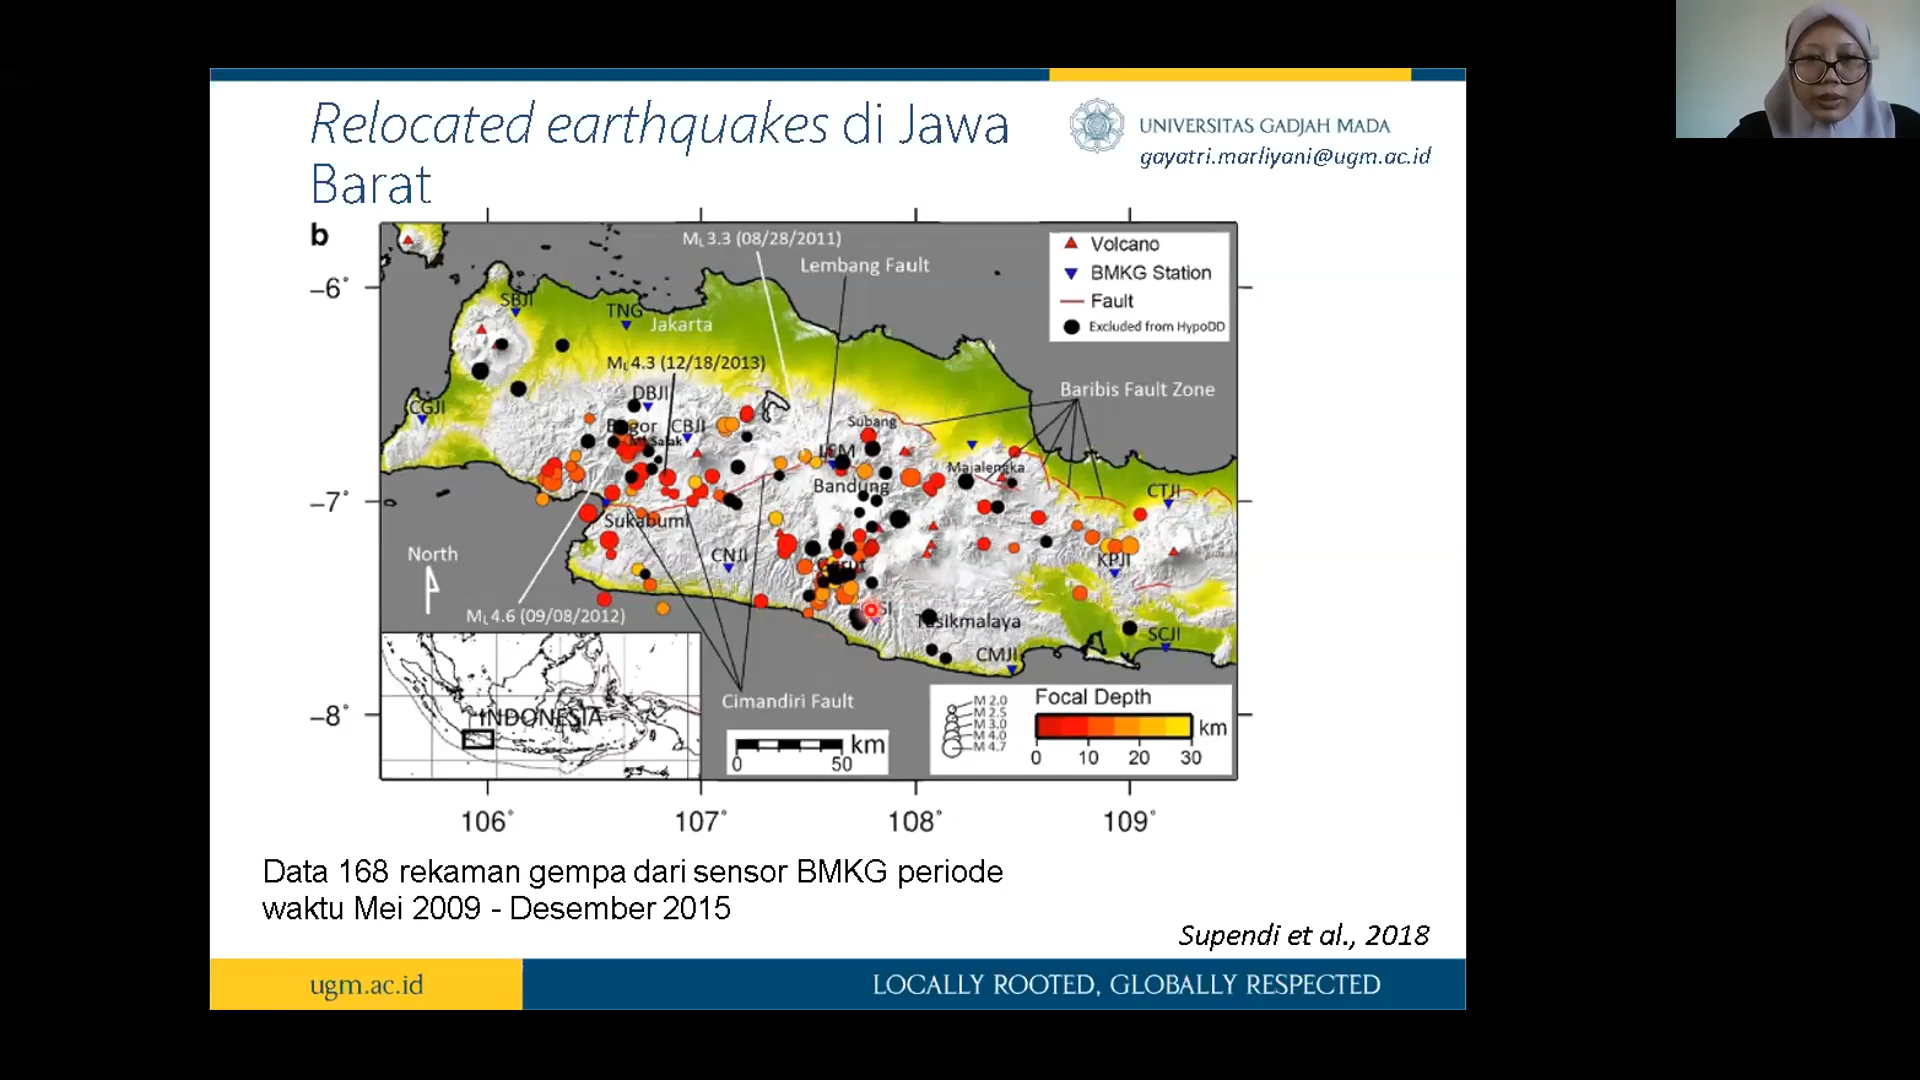 Relocated earthquakes di Jawa
Barat
UNIVERSITAS GADJAH MADA
gayatri.marliyani@ugm.ac.id
b
ML 3.3 (08/28/2011)
Lembang Fault
Volcano
BMKG Station
Fault
Excluded from HypoDD
−6°
SBJI
TNG
Jakarta
ML 4.3 (12/18/2013)
DBJI
Baribis Fault Zone
CGJI
Bogor
CBJI
Subang
LEM
Majalengka
Bandung
−7°
CTJI
Sukabumi
North
CNJI
KPJI
ML 4.6 (09/08/2012)
Tasikmalaya
SCJI
CMJI
Cimandiri Fault
INDONESIA
−8°
km
0 50
M 2.0
M 2.5
M 3.0
M 4.0
M 4.7
Focal Depth
km
0 10 20 30
106° 107° 108° 109°
Data 168 rekaman gempa dari sensor BMKG periode
waktu Mei 2009 - Desember 2015
Supendi et al., 2018
ugm.ac.id
LOCALLY ROOTED, GLOBALLY RESPECTED